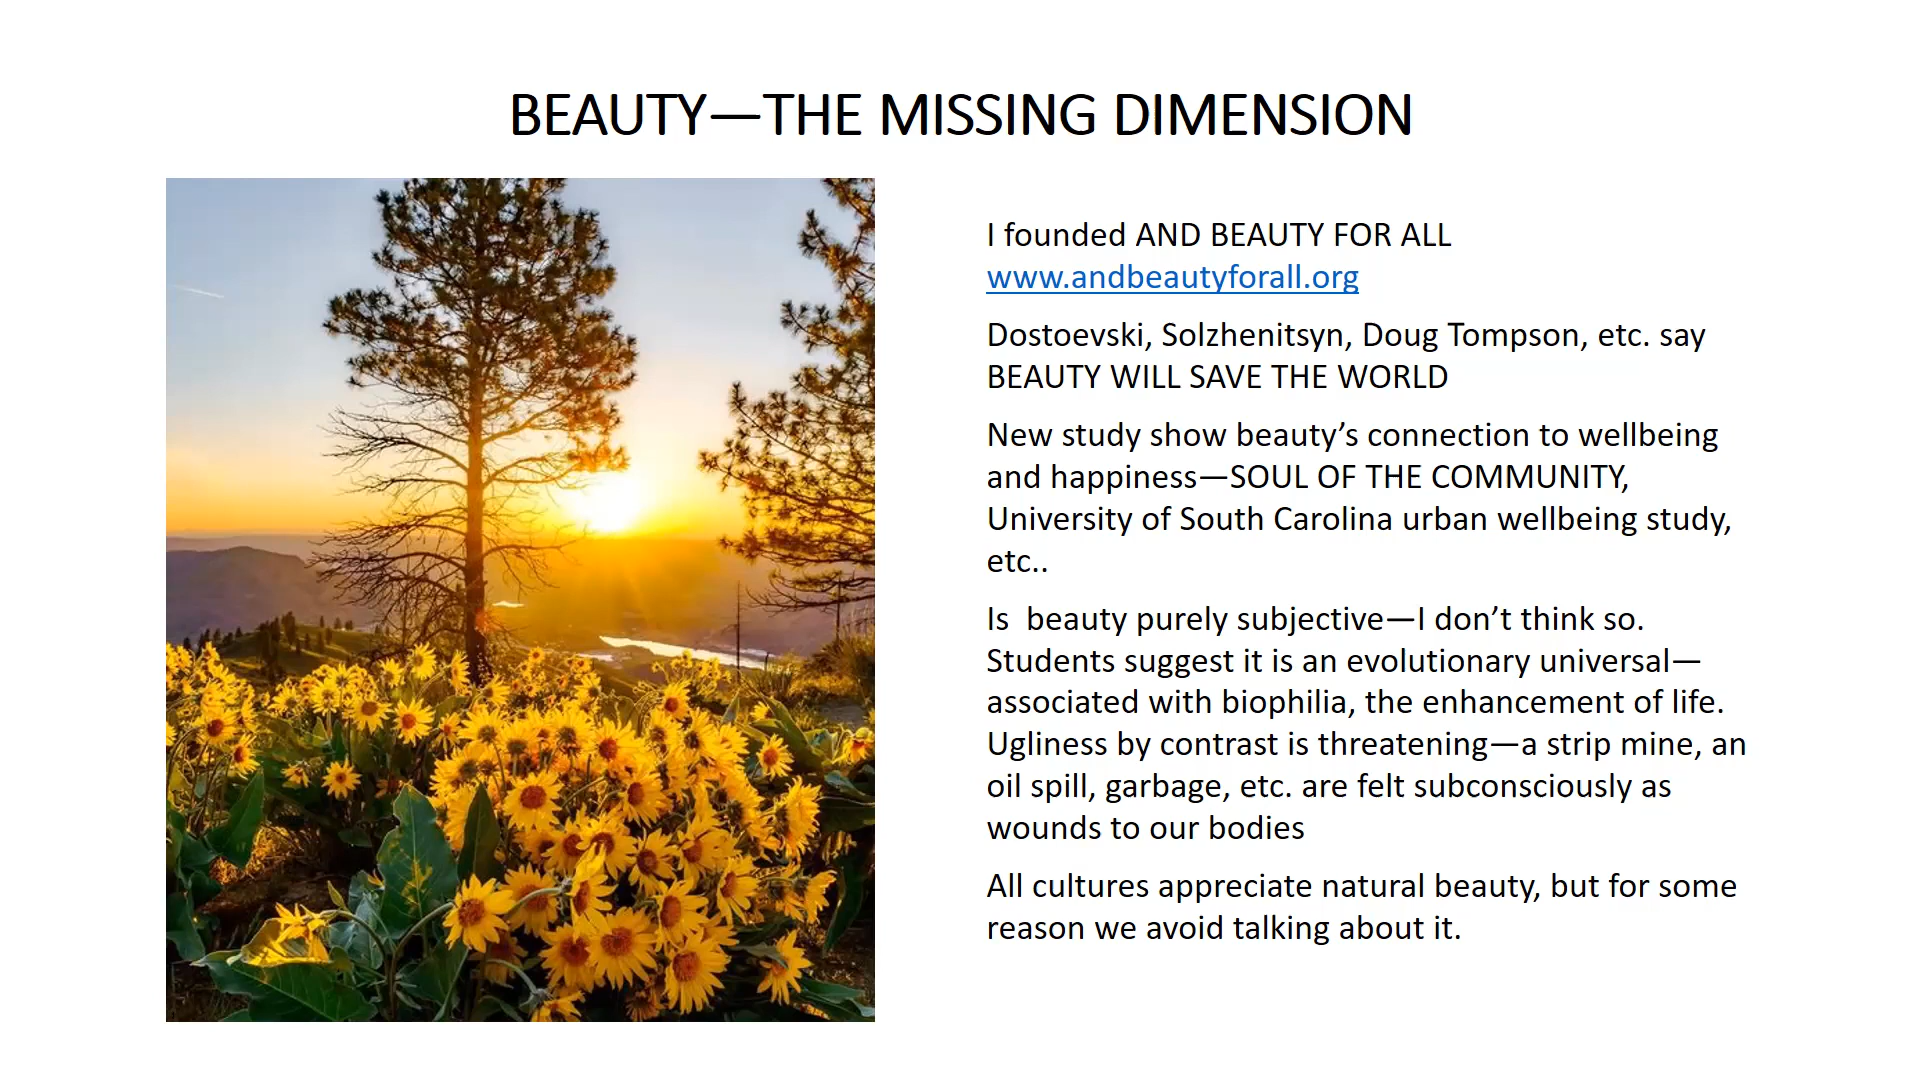 BEAUTY—THE MISSING DIMENSION
I founded AND BEAUTY FOR ALL
www.andbeautyforall.org
Dostoevski, Solzhenitsyn, Doug Tompson, etc. say
BEAUTY WILL SAVE THE WORLD
New study show beauty’s connection to wellbeing
and happiness—SOUL OF THE COMMUNITY,
University of South Carolina urban wellbeing study,
etc..
Is  beauty purely subjective—I don’t think so.
Students suggest it is an evolutionary universal—
associated with biophilia, the enhancement of life.
Ugliness by contrast is threatening—a strip mine, an
oil spill, garbage, etc. are felt subconsciously as
wounds to our bodies
All cultures appreciate natural beauty, but for some
reason we avoid talking about it.